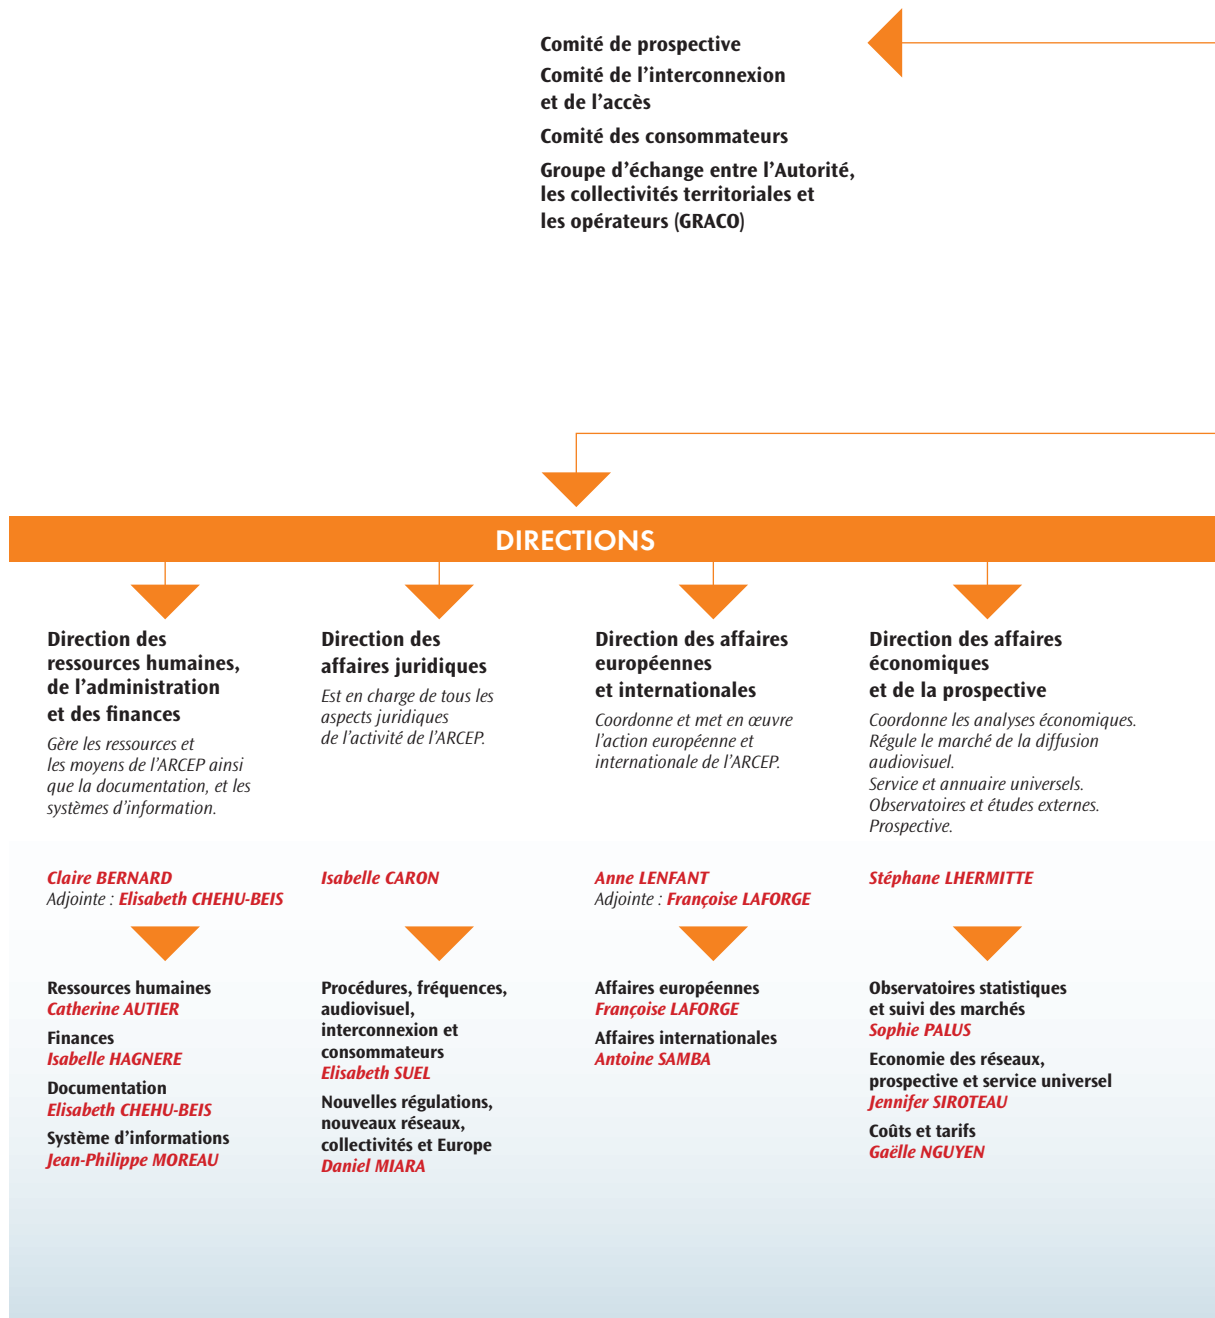 Comité de prospective
Comité de l'interconnexion
et de l'accès
Comité des consommateurs
Groupe d'échange entre l'Autorité,
les collectivités territoriales et
les opérateurs (GRACO)
DIRECTIONS
Direction des
ressources humaines,
de l'administration
et des finances
Gère les ressources et
les moyens de l'ARCEP ainsi
que la documentation, et les
systèmes d'information.
Claire BERNARD
Adjointe : Elisabeth CHEHU-BEIS
Ressources humaines
Catherine AUTIER
Finances
Isabelle HAGNERE
Documentation
Elisabeth CHEHU-BEIS
Système d'informations
Jean-Philippe MOREAU
Direction des
affaires juridiques
Est en charge de tous les
aspects juridiques
de l'activité de l'ARCEP.
Isabelle CARON
Procédures, fréquences,
audiovisuel,
interconnexion et
consommateurs
Elisabeth SUEL
Nouvelles régulations,
nouveaux réseaux,
collectivités et Europe
Daniel MIARA
Direction des affaires
européennes
et internationales
Coordonne et met en œuvre
l'action européenne et
internationale de l'ARCEP.
Anne LENFANT
Adjointe : Françoise LAFORGE
Affaires européennes
Françoise LAFORGE
Affaires internationales
Antoine SAMBA
Direction des affaires
économiques
et de la prospective
Coordonne les analyses économiques.
Régule le marché de la diffusion
audiovisuel.
Service et annuaire universels.
Observatoires et études externes.
Prospective.
Stéphane LHERMITTE
Observatoires statistiques
et suivi des marchés
Sophie PALUS
Economie des réseaux,
prospective et service universel
Jennifer SIROTEAU
Coûts et tarifs
Gaëlle NGUYEN